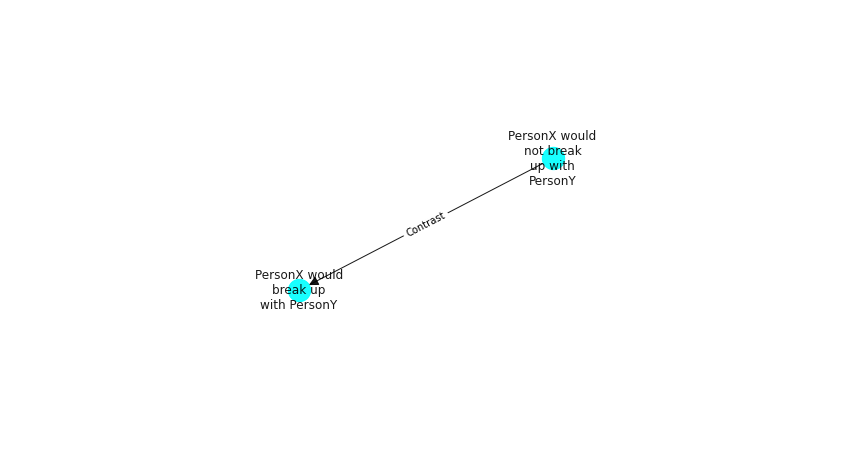 PersonX would
not break
up with
PersonY
Contrast
PersonX would
break up
with PersonY